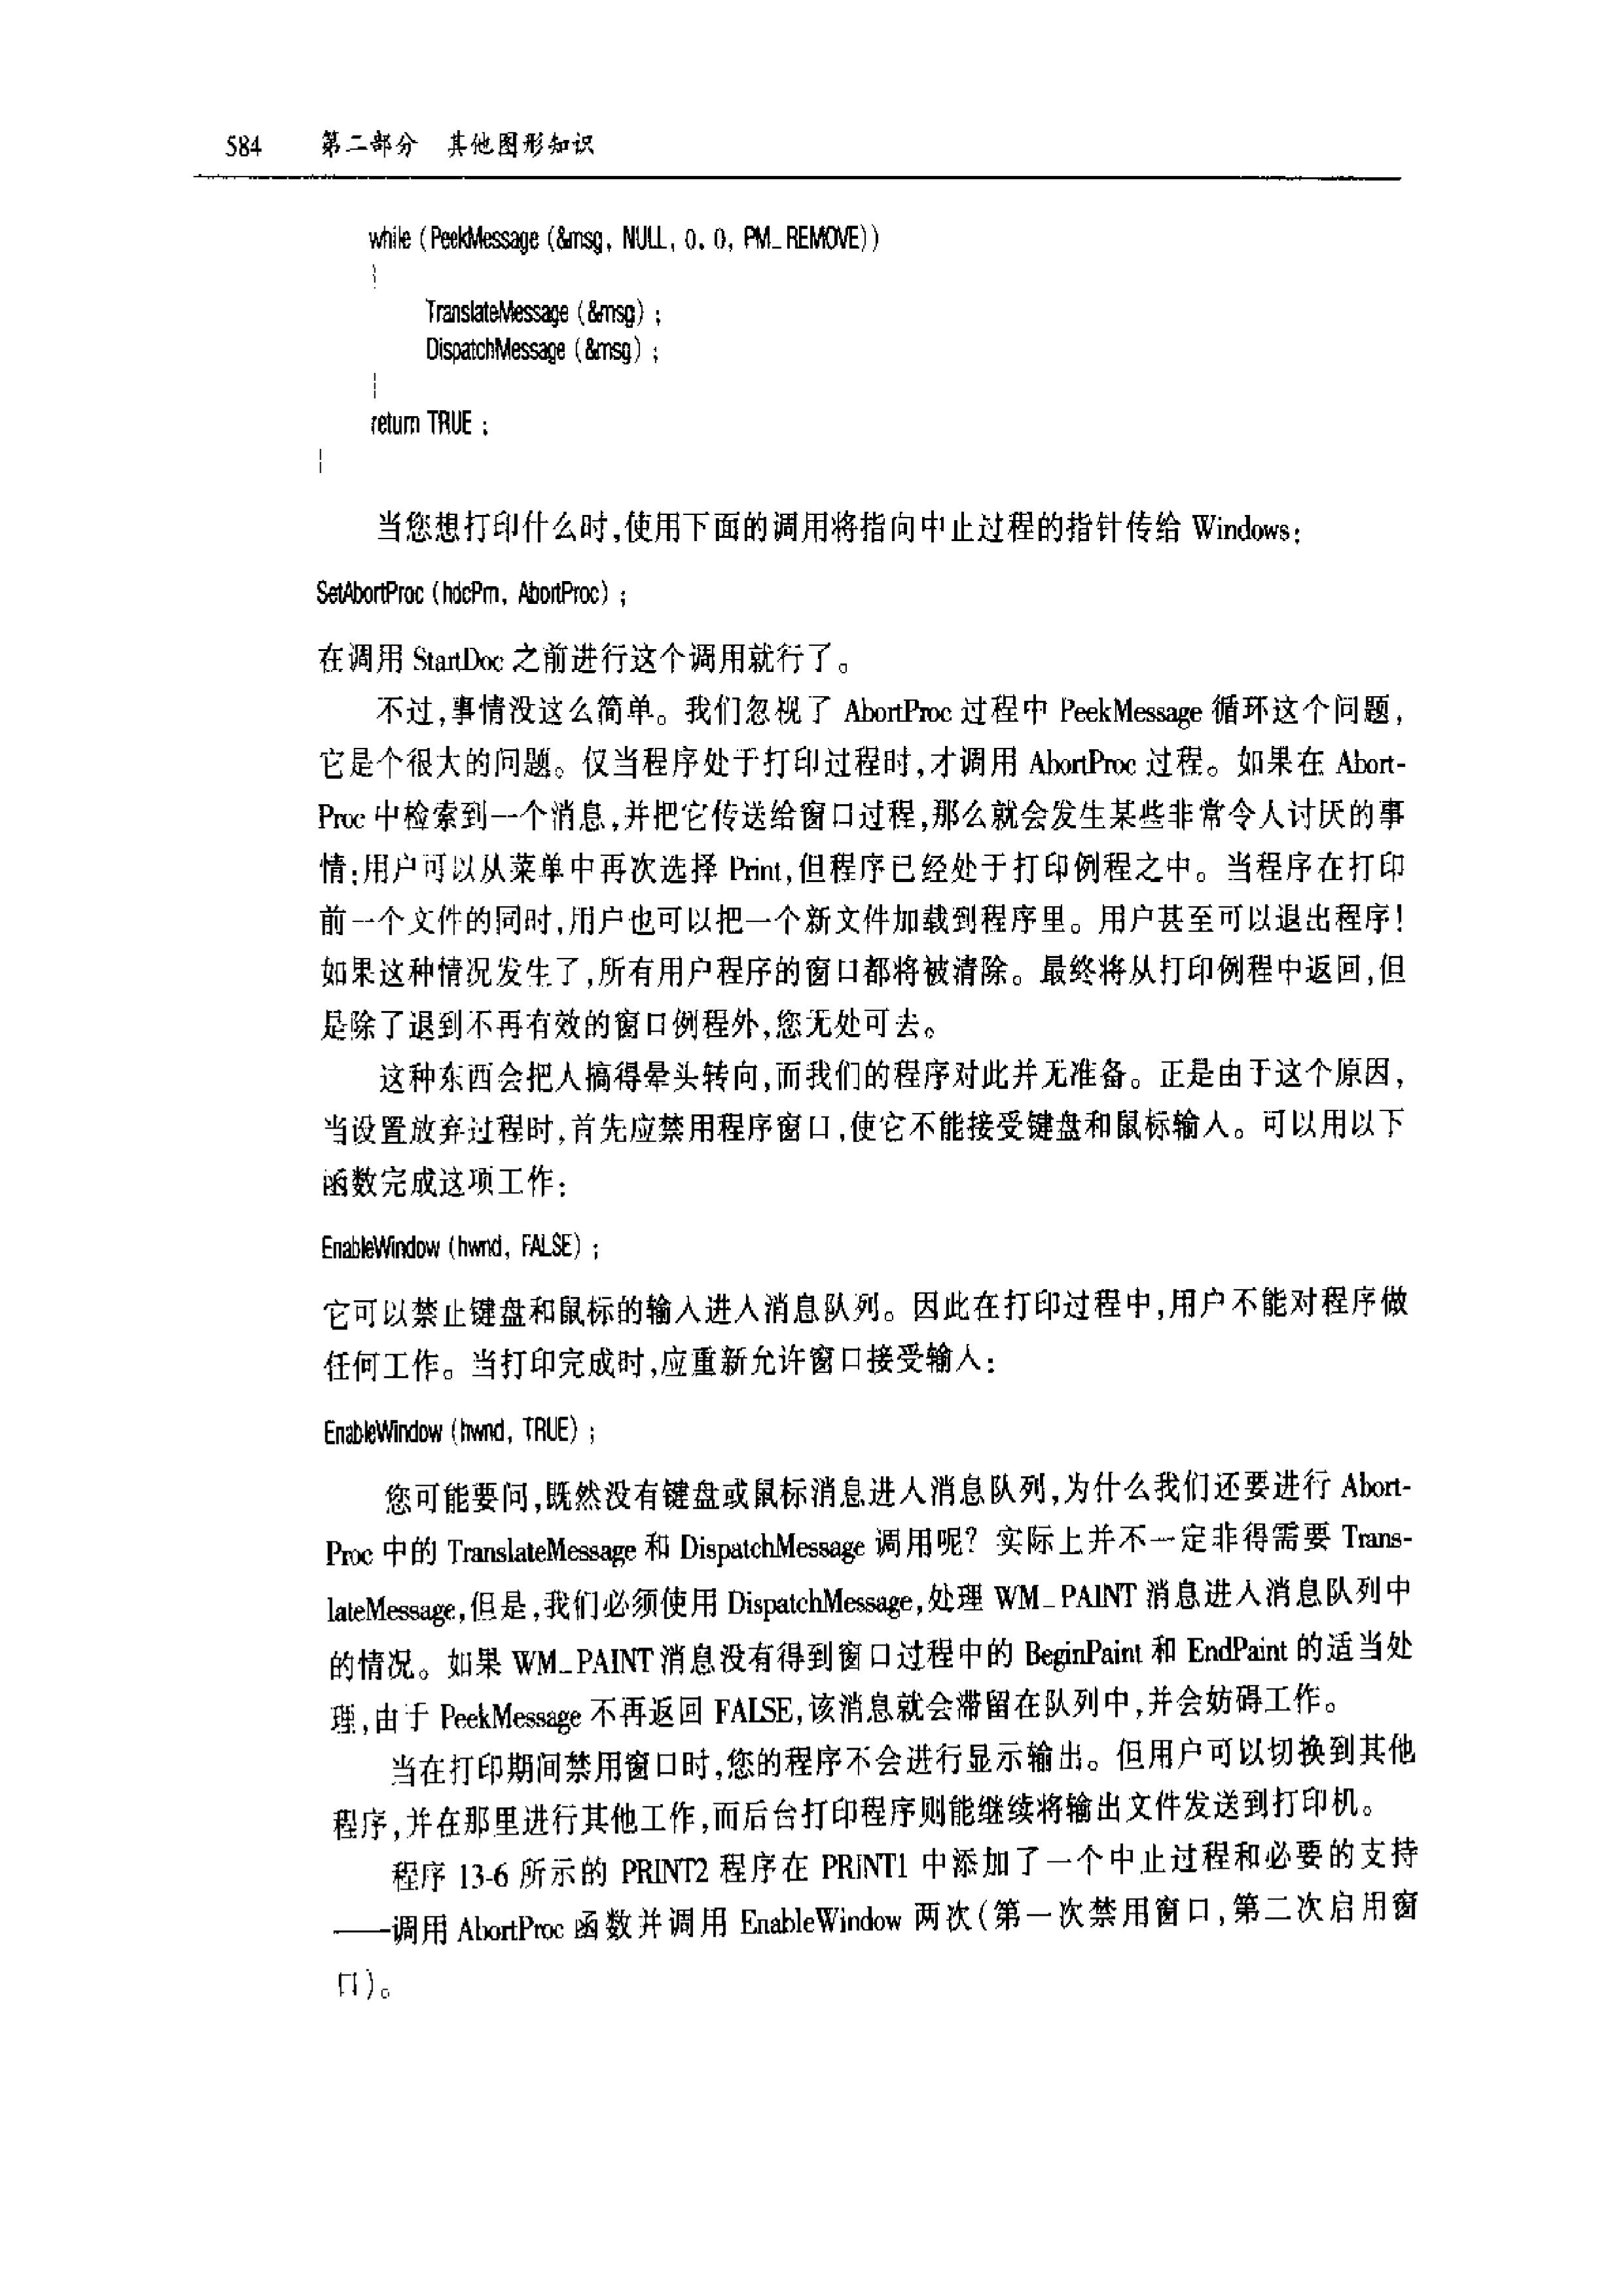 584 第二部分 其他图形知识
while (PeekMessage (&msg, NULL, 0, 0, PM_REMOVE))
{
TranslateMessage (&msg) ;
DispatchMessage (&msg) ;
}
return TRUE ;
}
当您想打印什么时,使用下面的调用将指向中止过程的指针传给 Windows:
SetAbortProc (hdcPrn, AbortProc) ;
在调用 StartDoc 之前进行这个调用就行了。
不过,事情没这么简单。我们忽视了 AbortProc 过程中 PeekMessage 循环这个问题,
它是个很大的问题。仅当程序处于打印过程时,才调用 AbortProc 过程。如果在 Abort-
Proc 中检索到一个消息,并把它传送给窗口过程,那么就会发生某些非常令人讨厌的事
情:用户可以从菜单中再次选择 Print,但程序已经处于打印例程之中。当程序在打印
前一个文件的同时,用户也可以把一个新文件加载到程序里。用户甚至可以退出程序!
如果这种情况发生了,所有用户程序的窗口都将被清除。最终将从打印例程中返回,但
是除了退到不再有效的窗口例程外,您无处可去。
这种东西会把人搞得晕头转向,而我们的程序对此并无准备。正是由于这个原因,
当设置放弃过程时,首先应禁用程序窗口,使它不能接受键盘和鼠标输入。可以用以下
函数完成这项工作:
EnableWindow (hwnd, FALSE) ;
它可以禁止键盘和鼠标的输入进入消息队列。因此在打印过程中,用户不能对程序做
任何工作。当打印完成时,应重新允许窗口接受输入:
EnableWindow (hwnd, TRUE) ;
您可能要问,既然没有键盘或鼠标消息进入消息队列,为什么我们还要进行 Abort-
Proc 中的 TranslateMessage 和 DispatchMessage 调用呢? 实际上并不一定非得需要 Trans-
lateMessage,但是,我们必须使用 DispatchMessage,处理 WM_PAINT 消息进入消息队列中
的情况。如果 WM_PAINT 消息没有得到窗口过程中的 BeginPaint 和 EndPaint 的适当处
理,由于 PeekMessage 不再返回 FALSE,该消息就会滞留在队列中,并会妨碍工作。
当在打印期间禁用窗口时,您的程序不会进行显示输出。但用户可以切换到其他
程序,并在那里进行其他工作,而后台打印程序则能继续将输出文件发送到打印机。
程序 13-6 所示的 PRINT2 程序在 PRINT1 中添加了一个中止过程和必要的支持
——调用 AbortProc 函数并调用 EnableWindow 两次(第一次禁用窗口,第二次启用窗
口)。